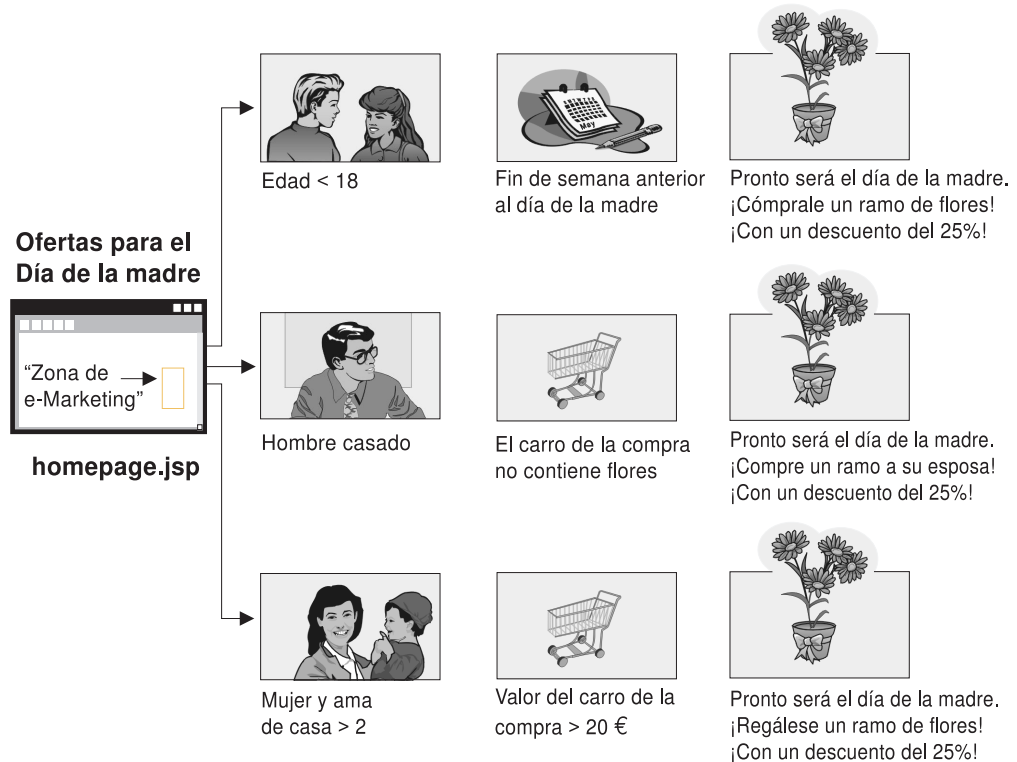 Ofertas para el
Día de la madre
“Zona de
e-Marketing”
homepage.jsp
Edad < 18
May
Fin de semana anterior
al día de la madre
Pronto será el día de la madre.
¡Cómprale un ramo de flores!
¡Con un descuento del 25%!
Hombre casado
El carro de la compra
no contiene flores
Pronto será el día de la madre.
¡Compre un ramo a su esposa!
¡Con un descuento del 25%!
Mujer y ama
de casa > 2
Valor del carro de la
compra > 20 €
Pronto será el día de la madre.
¡Regálese un ramo de flores!
¡Con un descuento del 25%!